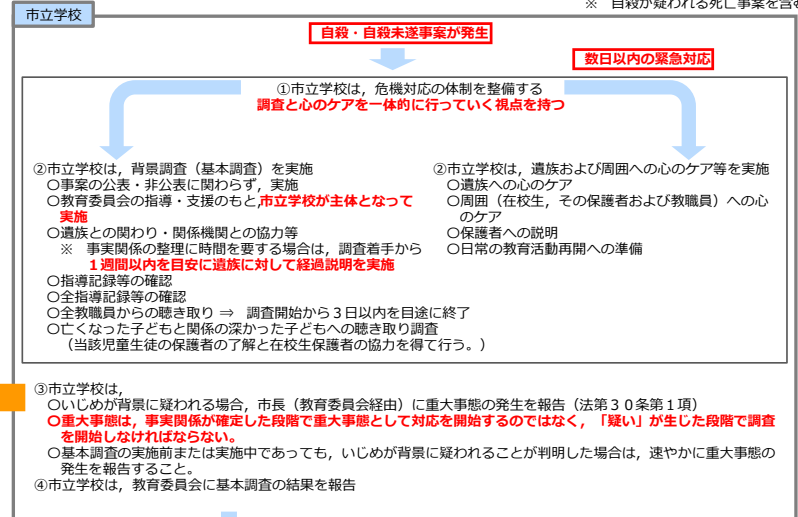 ※　自殺が疑われる死亡事案を含
市立学校
自殺・自殺未遂事案が発生
数日以内の緊急対応
①市立学校は，危機対応の体制を整備する
調査と心のケアを一体的に行っていく視点を持つ
②市立学校は，背景調査（基本調査）を実施
〇事案の公表・非公表に関わらず，実施
〇教育委員会の指導・支援のもと,市立学校が主体となって
実施
〇遺族との関わり・関係機関との協力等
※　事実関係の整理に時間を要する場合は，調査着手から
１週間以内を目安に遺族に対して経過説明を実施
〇指導記録等の確認
〇全指導記録等の確認
〇全教職員からの聴き取り ⇒　調査開始から３日以内を目途に終了
〇亡くなった子どもと関係の深かった子どもへの聴き取り調査
（当該児童生徒の保護者の了解と在校生保護者の協力を得て行う。）
②市立学校は，遺族および周囲への心のケア等を実施
〇遺族への心のケア
〇周囲（在校生，その保護者および教職員）への心
のケア
〇保護者への説明
〇日常の教育活動再開への準備
③市立学校は，
〇いじめが背景に疑われる場合，市長（教育委員会経由）に重大事態の発生を報告（法第３０条第１項）
〇重大事態は，事実関係が確定した段階で重大事態として対応を開始するのではなく，「疑い」が生じた段階で調査
を開始しなければならない。
〇基本調査の実施前または実施中であっても，いじめが背景に疑われることが判明した場合は，速やかに重大事態の
発生を報告すること。
④市立学校は，教育委員会に基本調査の結果を報告